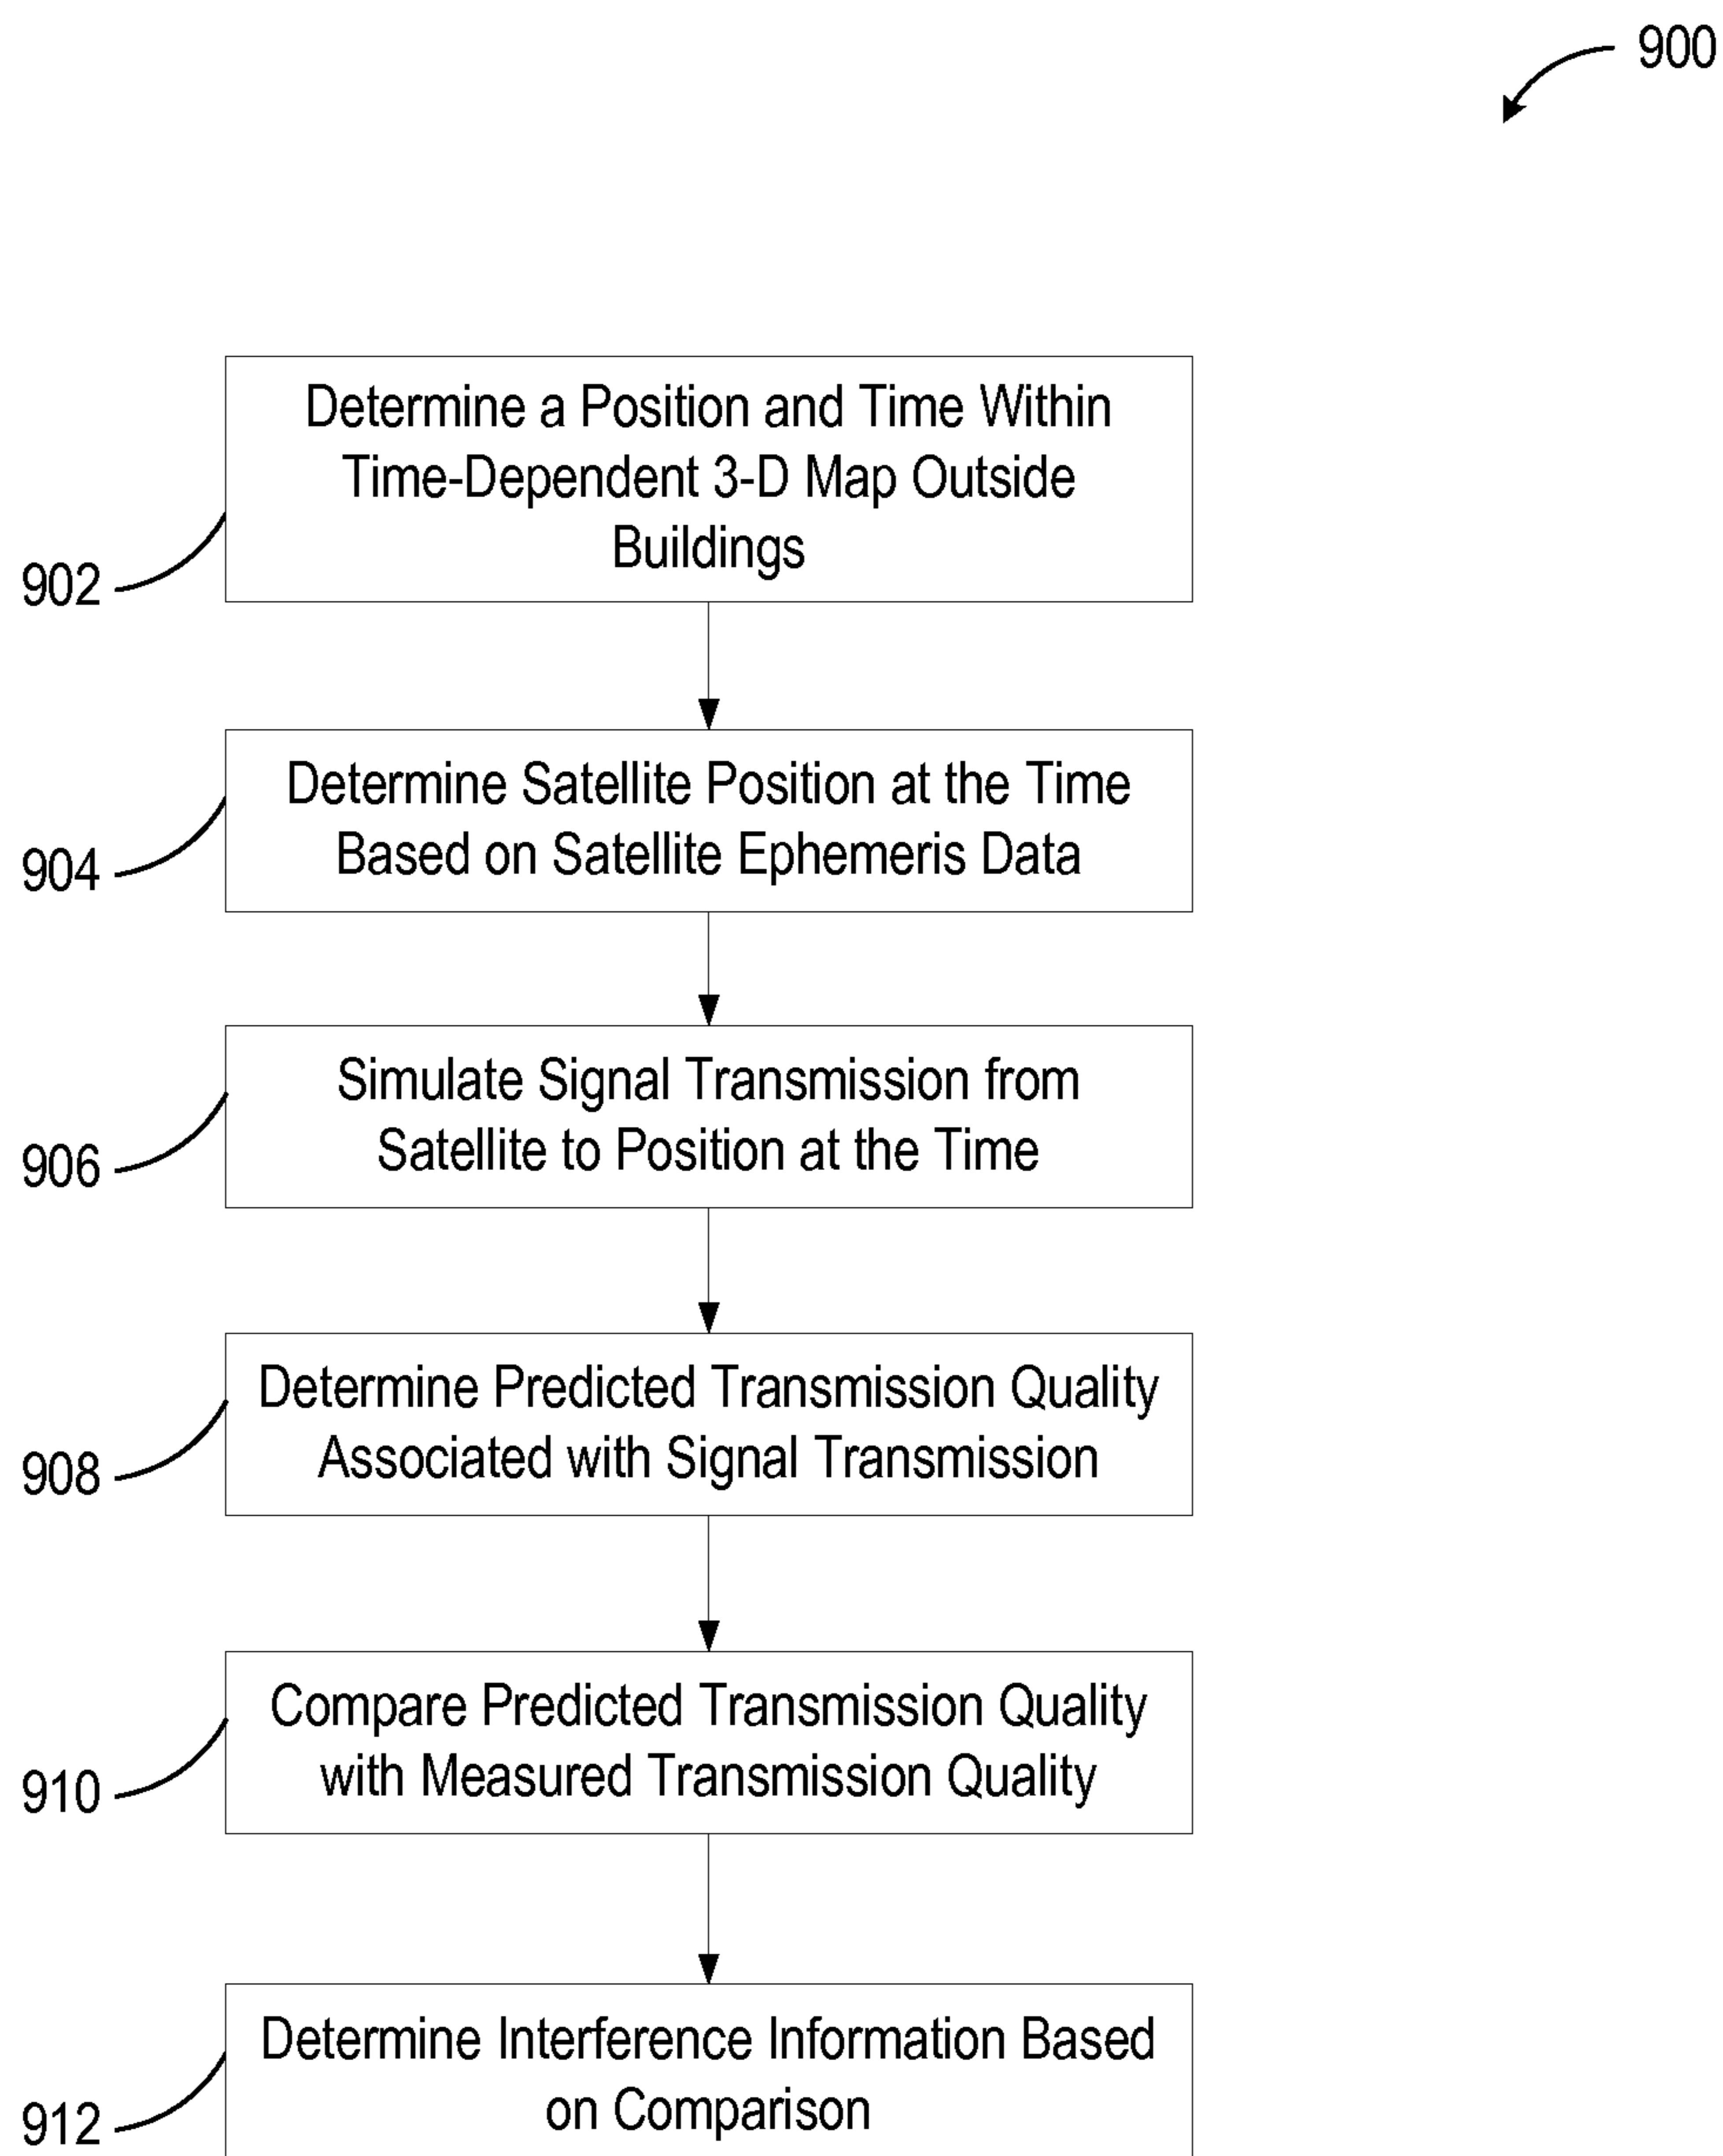 900
Determine a Position and Time Within
Time-Dependent 3-D Map Outside
Buildings
902
Determine Satellite Position at the Time
Based on Satellite Ephemeris Data
904
Simulate Signal Transmission from
Satellite to Position at the Time
906
Determine Predicted Transmission Quality
Associated with Signal Transmission
908
Compare Predicted Transmission Quality
with Measured Transmission Quality
910
Determine Interference Information Based
on Comparison
912